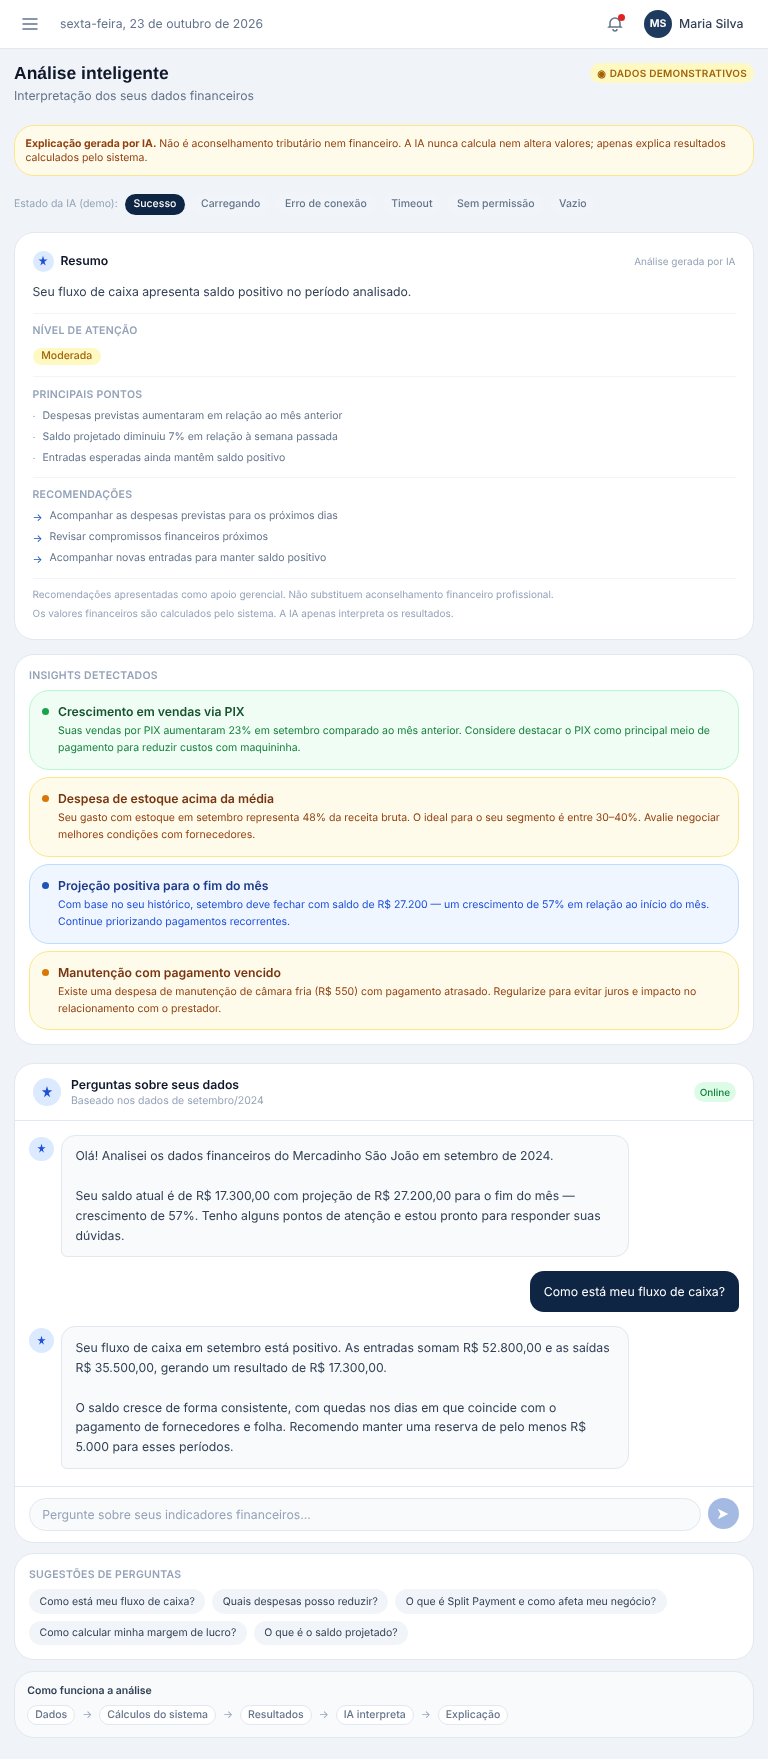 sexta-feira, 23 de outubro de 2026
MS Maria Silva
Análise inteligente
◉ DADOS DEMONSTRATIVOS
Interpretação dos seus dados financeiros
Explicação gerada por IA. Não é aconselhamento tributário nem financeiro. A IA nunca calcula nem altera valores; apenas explica resultados
calculados pelo sistema.
Estado da IA (demo): Sucesso Carregando Erro de conexão Timeout Sem permissão Vazio
Resumo
Análise gerada por IA
Seu fluxo de caixa apresenta saldo positivo no período analisado.
NÍVEL DE ATENÇÃO
Moderada
PRINCIPAIS PONTOS
· Despesas previstas aumentaram em relação ao mês anterior
· Saldo projetado diminuiu 7% em relação à semana passada
· Entradas esperadas ainda mantêm saldo positivo
RECOMENDAÇÕES
→ Acompanhar as despesas previstas para os próximos dias
→ Revisar compromissos financeiros próximos
→ Acompanhar novas entradas para manter saldo positivo
Recomendações apresentadas como apoio gerencial. Não substituem aconselhamento financeiro profissional.
Os valores financeiros são calculados pelo sistema. A IA apenas interpreta os resultados.
INSIGHTS DETECTADOS
Crescimento em vendas via PIX
Suas vendas por PIX aumentaram 23% em setembro comparado ao mês anterior. Considere destacar o PIX como principal meio de
pagamento para reduzir custos com maquininha.
Despesa de estoque acima da média
Seu gasto com estoque em setembro representa 48% da receita bruta. O ideal para o seu segmento é entre 30–40%. Avalie negociar
melhores condições com fornecedores.
Projeção positiva para o fim do mês
Com base no seu histórico, setembro deve fechar com saldo de R$ 27.200 — um crescimento de 57% em relação ao início do mês.
Continue priorizando pagamentos recorrentes.
Manutenção com pagamento vencido
Existe uma despesa de manutenção de câmara fria (R$ 550) com pagamento atrasado. Regularize para evitar juros e impacto no
relacionamento com o prestador.
Perguntas sobre seus dados
Baseado nos dados de setembro/2024
Online
Olá! Analisei os dados financeiros do Mercadinho São João em setembro de 2024.
Seu saldo atual é de R$ 17.300,00 com projeção de R$ 27.200,00 para o fim do mês —
crescimento de 57%. Tenho alguns pontos de atenção e estou pronto para responder suas
dúvidas.
Como está meu fluxo de caixa?
Seu fluxo de caixa em setembro está positivo. As entradas somam R$ 52.800,00 e as saídas
R$ 35.500,00, gerando um resultado de R$ 17.300,00.
O saldo cresce de forma consistente, com quedas nos dias em que coincide com o
pagamento de fornecedores e folha. Recomendo manter uma reserva de pelo menos R$
5.000 para esses períodos.
Pergunte sobre seus indicadores financeiros...
SUGESTÕES DE PERGUNTAS
Como está meu fluxo de caixa? Quais despesas posso reduzir? O que é Split Payment e como afeta meu negócio?
Como calcular minha margem de lucro? O que é o saldo projetado?
Como funciona a análise
Dados → Cálculos do sistema → Resultados → IA interpreta → Explicação